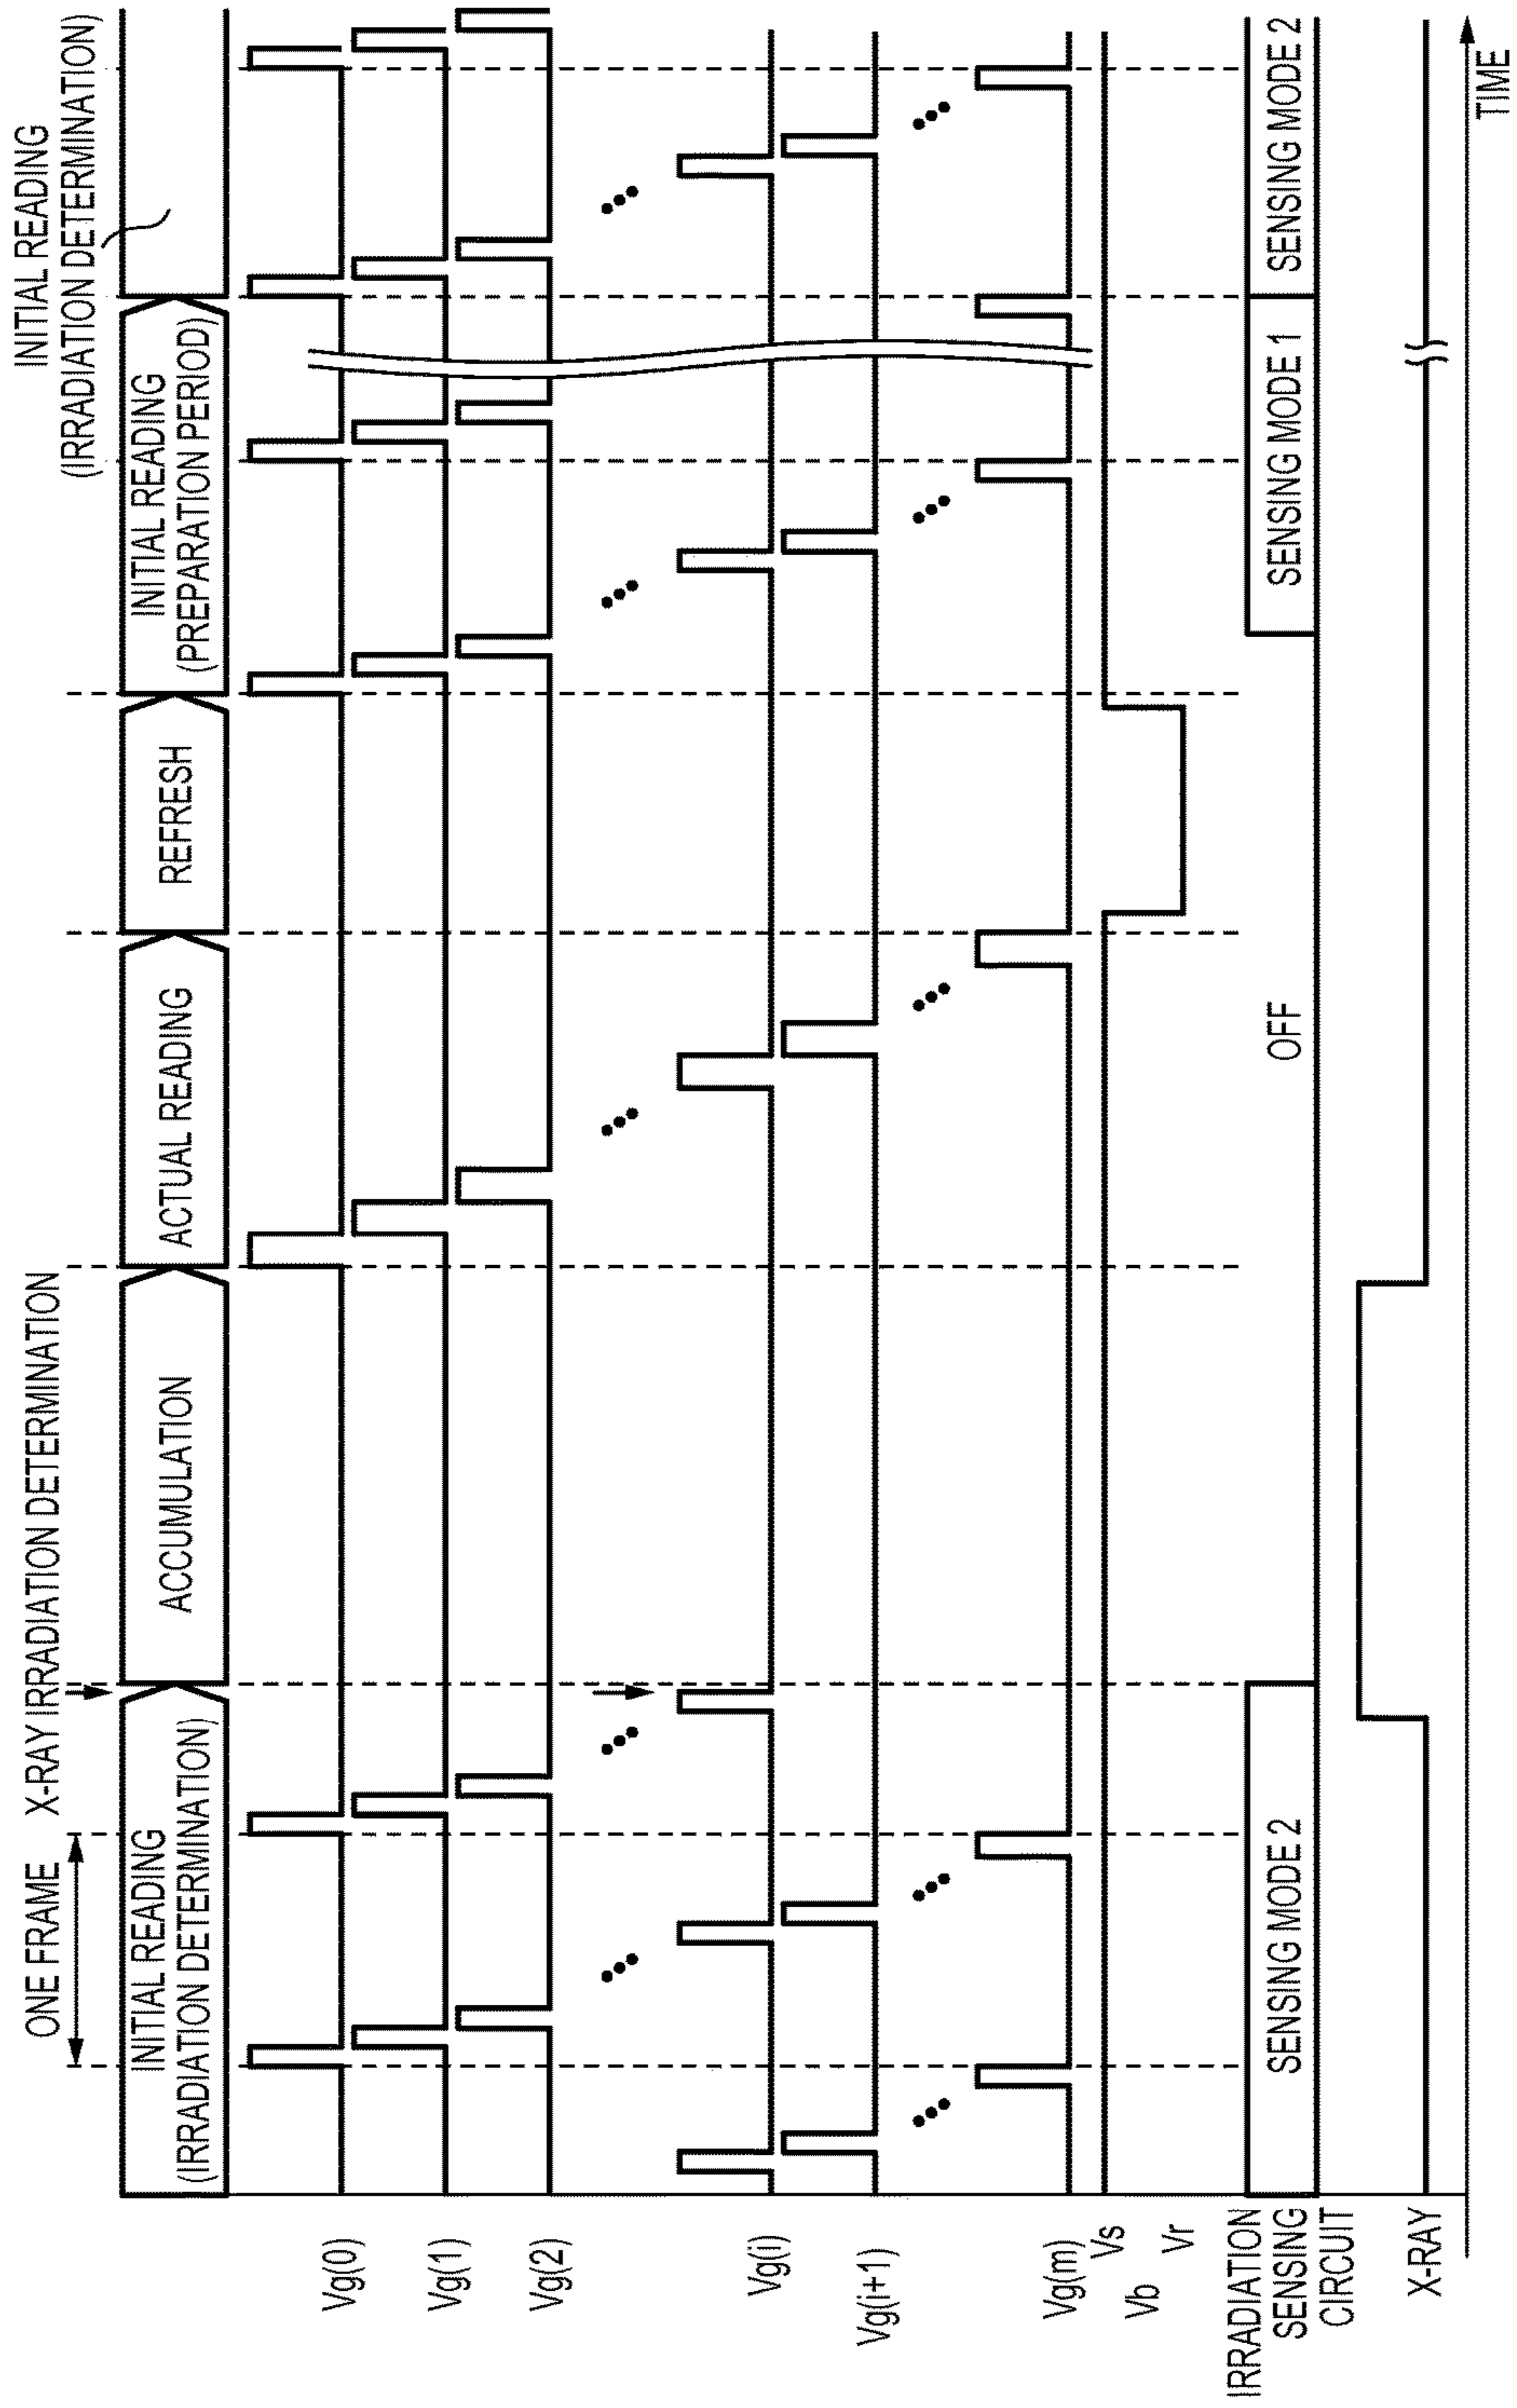 ONE FRAME
X-RAY IRRADIATION DETERMINATION
INITIAL READING
(IRRADIATION DETERMINATION)
INITIAL READING
(IRRADIATION DETERMINATION)
ACCUMULATION
ACTUAL READING
REFRESH
INITIAL READING
(PREPARATION PERIOD)
Vg(0)
Vg(1)
Vg(2)
Vg(i)
Vg(i+1)
Vg(m)
Vs
Vb
Vr
IRRADIATION
SENSING
CIRCUIT
SENSING MODE 2
OFF
SENSING MODE 1
SENSING MODE 2
X-RAY
TIME